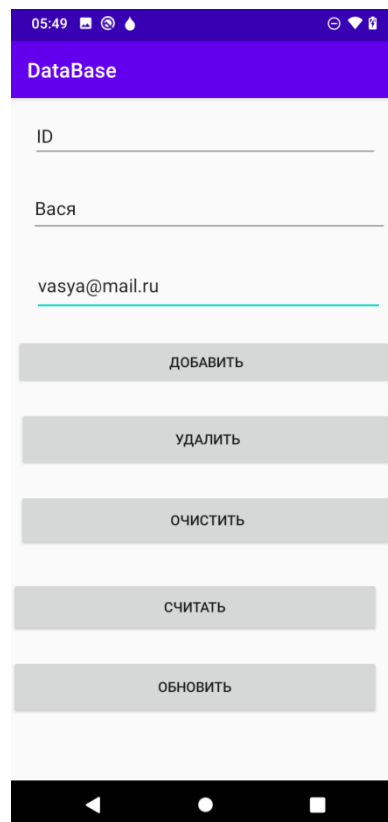 05:49
DataBase
ID
Вася
vasya@mail.ru
ДОБАВИТЬ
УДАЛИТЬ
ОЧИСТИТЬ
СЧИТАТЬ
ОБНОВИТЬ